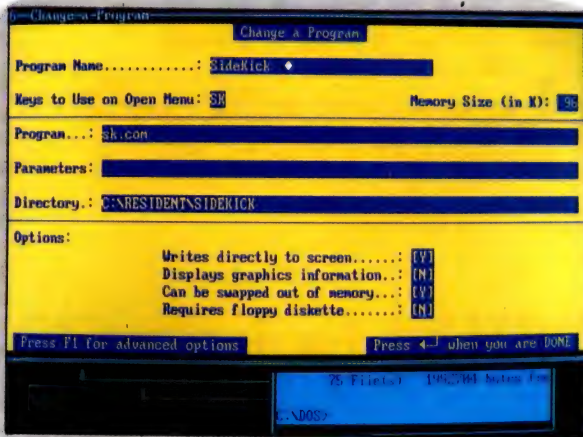 6-Change-a-Program
Change a Program
Program Name............: SideKick
Keys to Use on Open Menu: SK Memory Size (in K): 96
Program...: sk.com
Parameters:
Directory.: C:\RESIDENT\SIDEKICK
Options:
Writes directly to screen......: [Y]
Displays graphics information..: [N]
Can be swapped out of memory...: [Y]
Requires floppy diskette.......: [N]
Press F1 for advanced options
Press ↵ when you are DONE
75 File(s) bytes
C:\DOS>